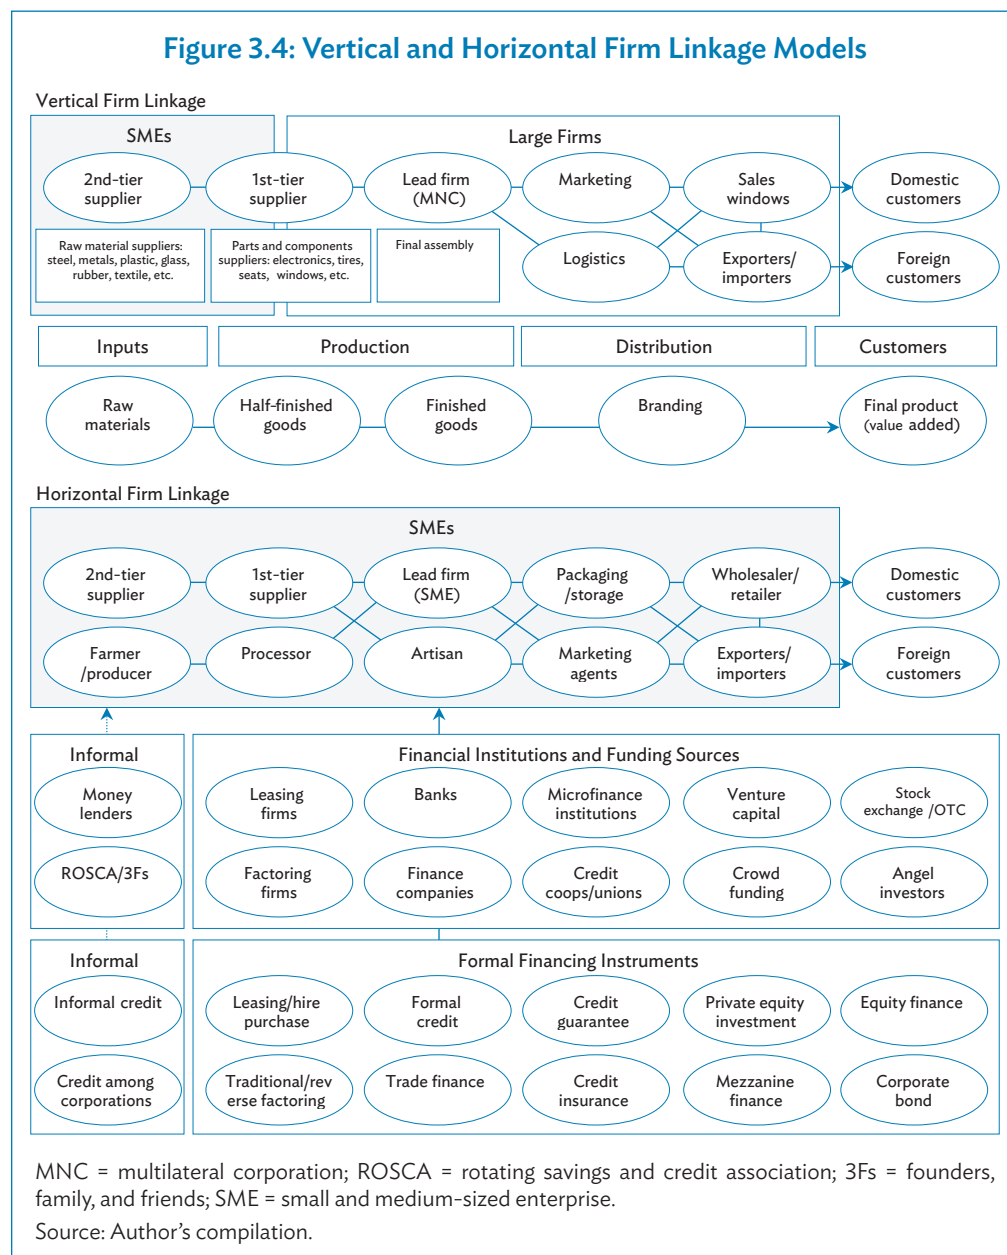 Figure 3.4: Vertical and Horizontal Firm Linkage Models
Vertical Firm Linkage
SMEs
Large Firms
2nd-tier
supplier
1st-tier
supplier
Lead firm
(MNC)
Marketing
Sales
windows
Domestic
customers
Raw material suppliers:
steel, metals, plastic, glass,
rubber, textile, etc.
Parts and components
suppliers: electronics, tires,
seats, windows, etc.
Final assembly
Logistics
Exporters/
importers
Foreign
customers
Inputs
Production
Distribution
Customers
Raw
materials
Half-finished
goods
Finished
goods
Branding
Final product
(value added)
Horizontal Firm Linkage
SMEs
2nd-tier
supplier
1st-tier
supplier
Lead firm
(SME)
Packaging
/storage
Wholesaler/
retailer
Domestic
customers
Farmer
/producer
Processor
Artisan
Marketing
agents
Exporters/
importers
Foreign
customers
Informal
Money
lenders
ROSCA/3Fs
Financial Institutions and Funding Sources
Leasing
firms
Banks
Microfinance
institutions
Venture
capital
Stock
exchange /OTC
Factoring
firms
Finance
companies
Credit
coops/unions
Crowd
funding
Angel
investors
Informal
Informal credit
Credit among
corporations
Formal Financing Instruments
Leasing/hire
purchase
Formal
credit
Credit
guarantee
Private equity
investment
Equity finance
Traditional/rev
erse factoring
Trade finance
Credit
insurance
Mezzanine
finance
Corporate
bond
MNC = multilateral corporation; ROSCA = rotating savings and credit association; 3Fs = founders,
family, and friends; SME = small and medium-sized enterprise.
Source: Author's compilation.